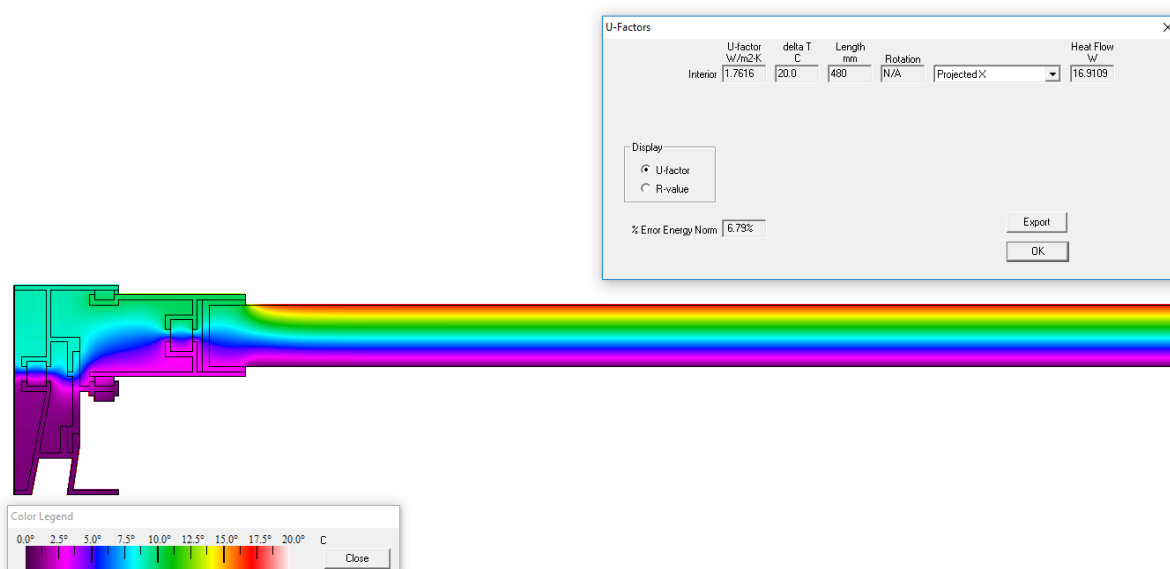 U-Factors
U-factor delta T Length Heat Flow
W/m2-K C mm Rotation W
Interior 1.7616 20.0 480 N/A Projected X 16.9109
Display
U-factor
R-value
% Error Energy Norm 6.79%
Export
OK
Color Legend
0.0° 2.5° 5.0° 7.5° 10.0° 12.5° 15.0° 17.5° 20.0° C
Close